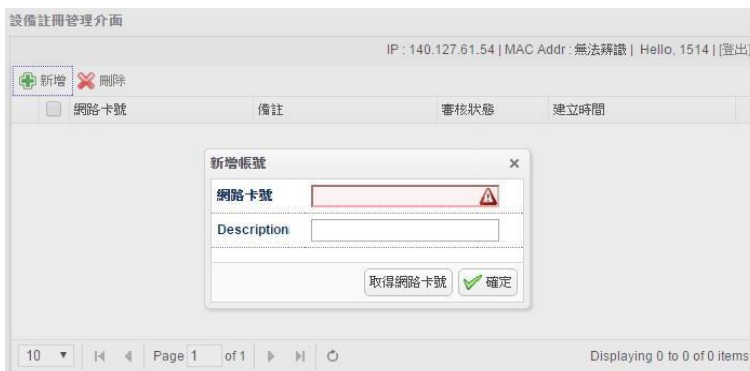 設備註冊管理介面
IP : 140.127.61.54 | MAC Addr : 無法辨識 | Hello, 1514 | [登出]
新增 刪除
網路卡號 備註 審核狀態 建立時間
新增帳號 ×
網路卡號
Description
取得網路卡號 確定
10 Page 1 of 1 Displaying 0 to 0 of 0 items